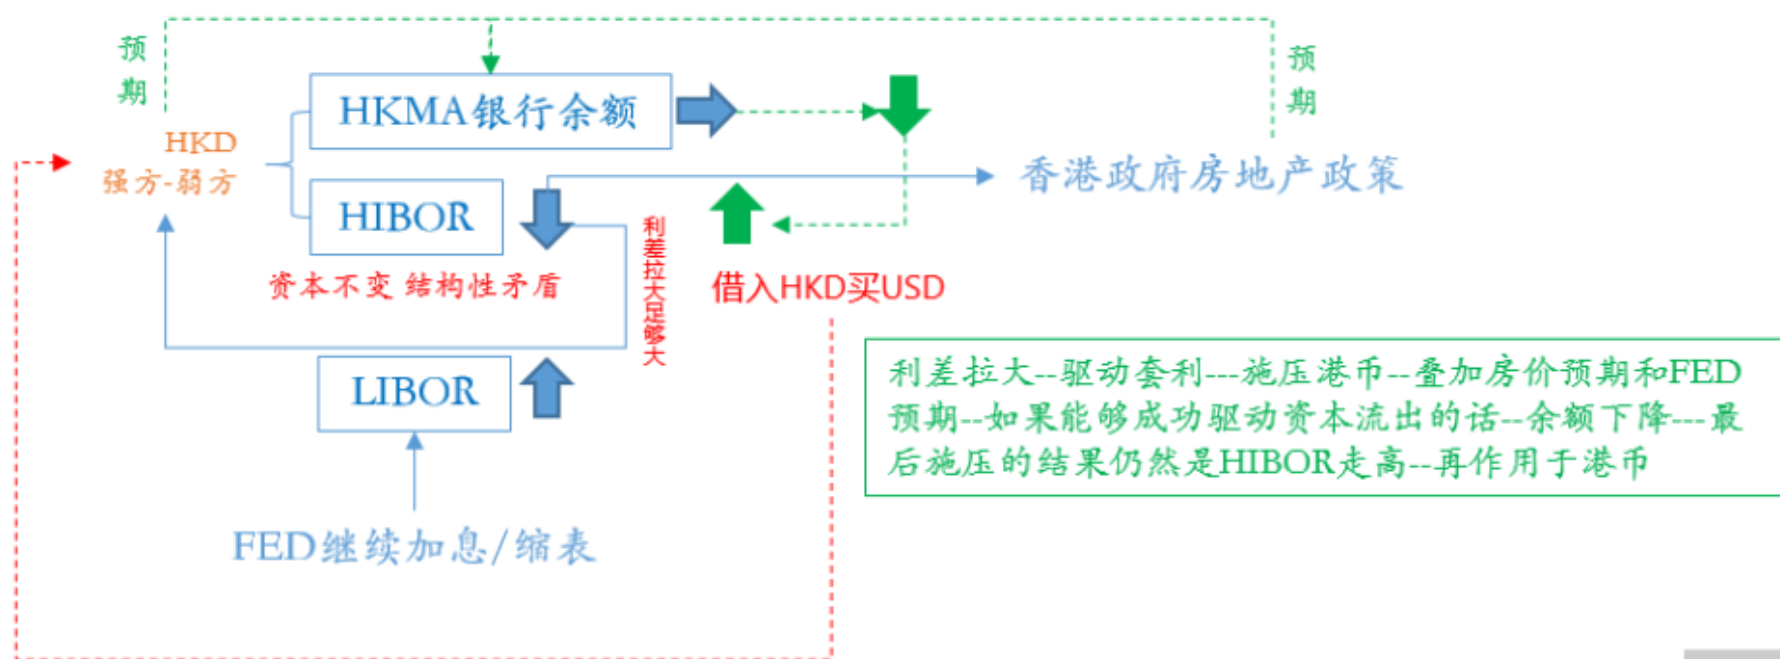 预期
预期
HKMA银行余额
HKD
强方-弱方
香港政府房地产政策
HIBOR
利差拉大足够大
资本不变 结构性矛盾
借入HKD买USD
LIBOR
利差拉大--驱动套利---施压港币--叠加房价预期和FED
预期--如果能够成功驱动资本流出的话--余额下降---最
后施压的结果仍然是HIBOR走高--再作用于港币
FED继续加息/缩表